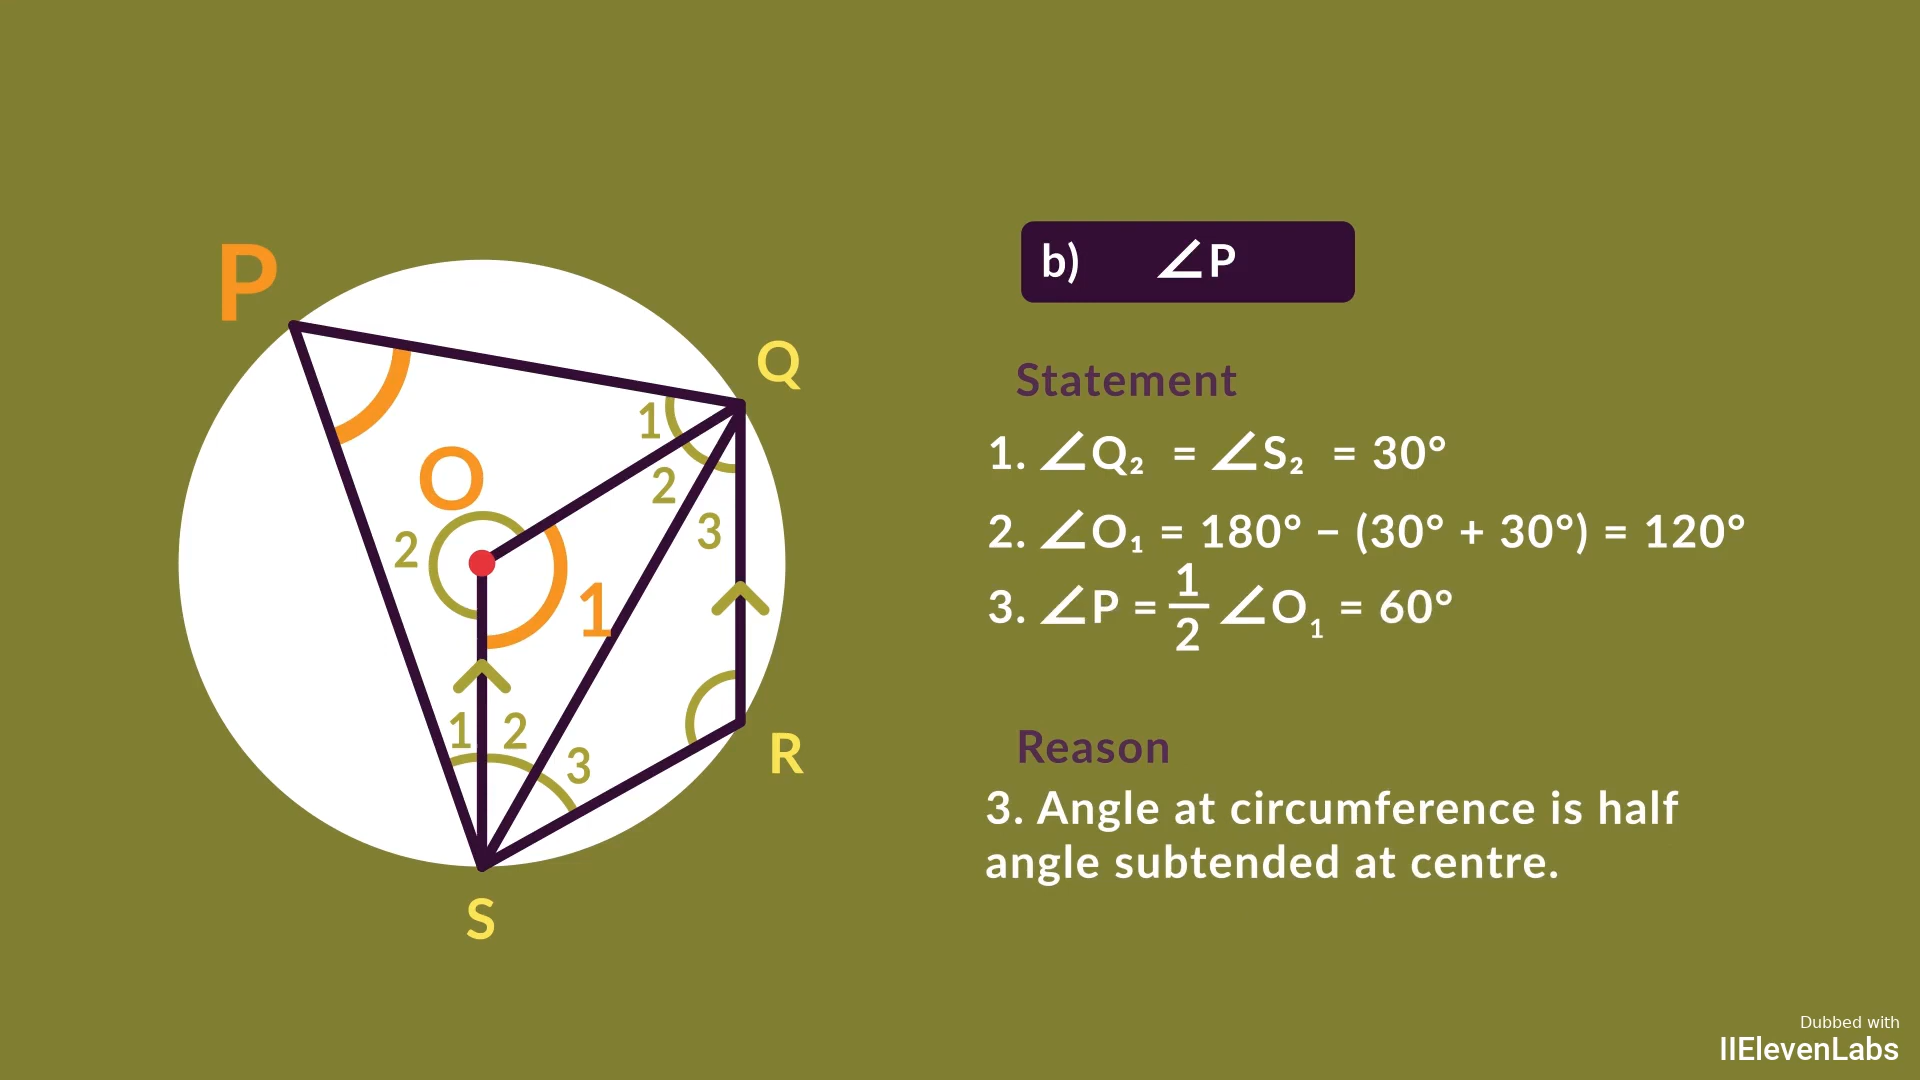 b) ∠P
P
Q
Statement
1
1. ∠Q₂ = ∠S₂ = 30°
O
2
3
2. ∠O₁ = 180° − (30° + 30°) = 120°
2
1
3. ∠P = 1/2 ∠O₁ = 60°
1
2
3
R
Reason
3. Angle at circumference is half
angle subtended at centre.
S
Dubbed with
IIElevenLabs